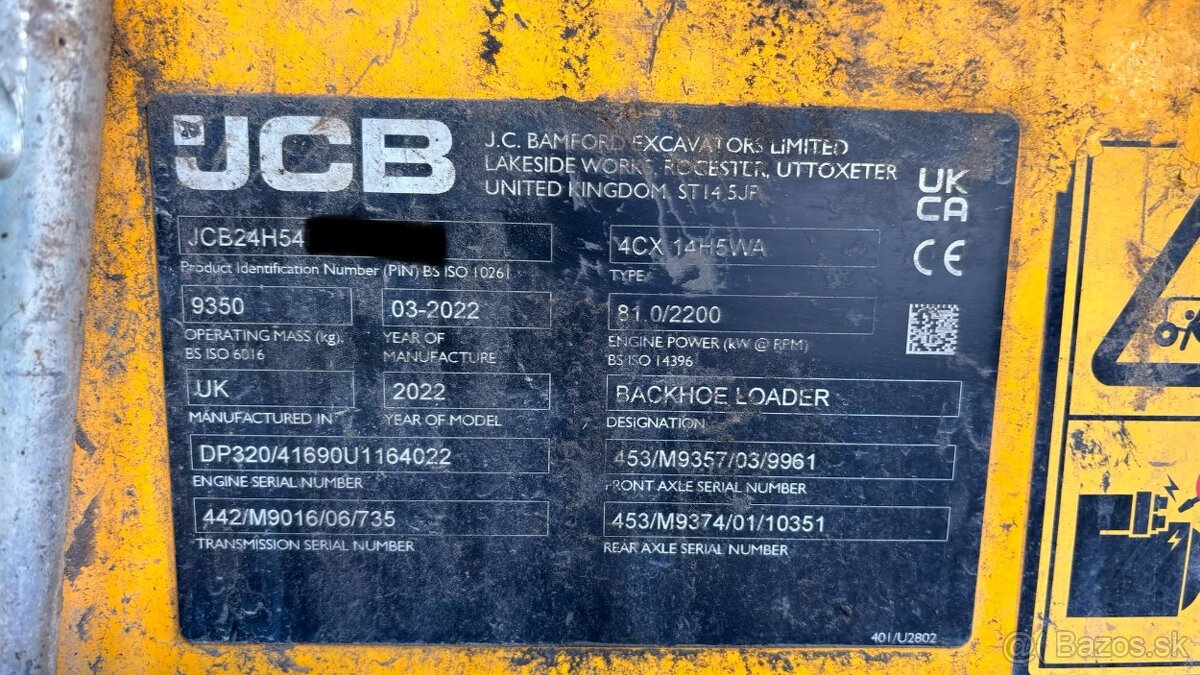 JCB
J.C. BAMFORD EXCAVATORS LIMITED
LAKESIDE WORKS, ROCESTER, UTTOXETER
UNITED KINGDOM, ST14 5JP
UK
CA
CE
JCB24H54
Product Identification Number (PIN) BS ISO 10261
4CX 14H5WA
TYPE
9350
OPERATING MASS (kg).
BS ISO 6016
03-2022
YEAR OF
MANUFACTURE
81.0/2200
ENGINE POWER (kW @ RPM)
BS ISO 14396
UK
MANUFACTURED IN
2022
YEAR OF MODEL
BACKHOE LOADER
DESIGNATION
DP320/41690U1164022
ENGINE SERIAL NUMBER
453/M9357/03/9961
FRONT AXLE SERIAL NUMBER
442/M9016/06/735
TRANSMISSION SERIAL NUMBER
453/M9374/01/10351
REAR AXLE SERIAL NUMBER
401/U2802
@ Bazos.sk